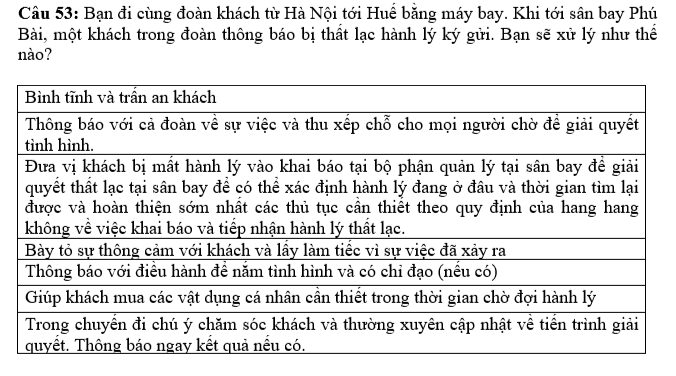 Câu 53: Bạn đi cùng đoàn khách từ Hà Nội tới Huế bằng máy bay. Khi tới sân bay Phú
Bài, một khách trong đoàn thông báo bị thất lạc hành lý ký gửi. Bạn sẽ xử lý như thế
nào?
Bình tĩnh và trấn an khách
Thông báo với cả đoàn về sự việc và thu xếp chỗ cho mọi người chờ để giải quyết
tình hình.
Đưa vị khách bị mất hành lý vào khai báo tại bộ phận quản lý tại sân bay để giải
quyết thất lạc tại sân bay để có thể xác định hành lý đang ở đâu và thời gian tìm lại
được và hoàn thiện sớm nhất các thủ tục cần thiết theo quy định của hang hang
không về việc khai báo và tiếp nhận hành lý thất lạc.
Bày tỏ sự thông cảm với khách và lấy làm tiếc vì sự việc đã xảy ra
Thông báo với điều hành để nắm tình hình và có chỉ đạo (nếu có)
Giúp khách mua các vật dụng cá nhân cần thiết trong thời gian chờ đợi hành lý
Trong chuyến đi chú ý chăm sóc khách và thường xuyên cập nhật về tiến trình giải
quyết. Thông báo ngay kết quả nếu có.